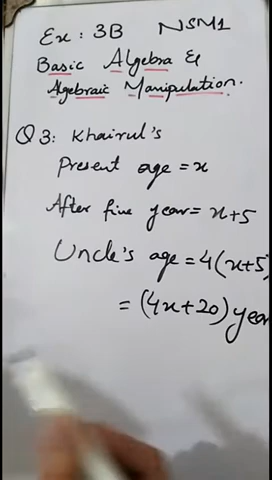 Ex: 3B NSM1
Basic Algebra &
Algebraic Manipulation.
Q3: Khairul's
Present age = x
After five year = x+5
Uncle's age = 4(x+5)
= (4x+20) year